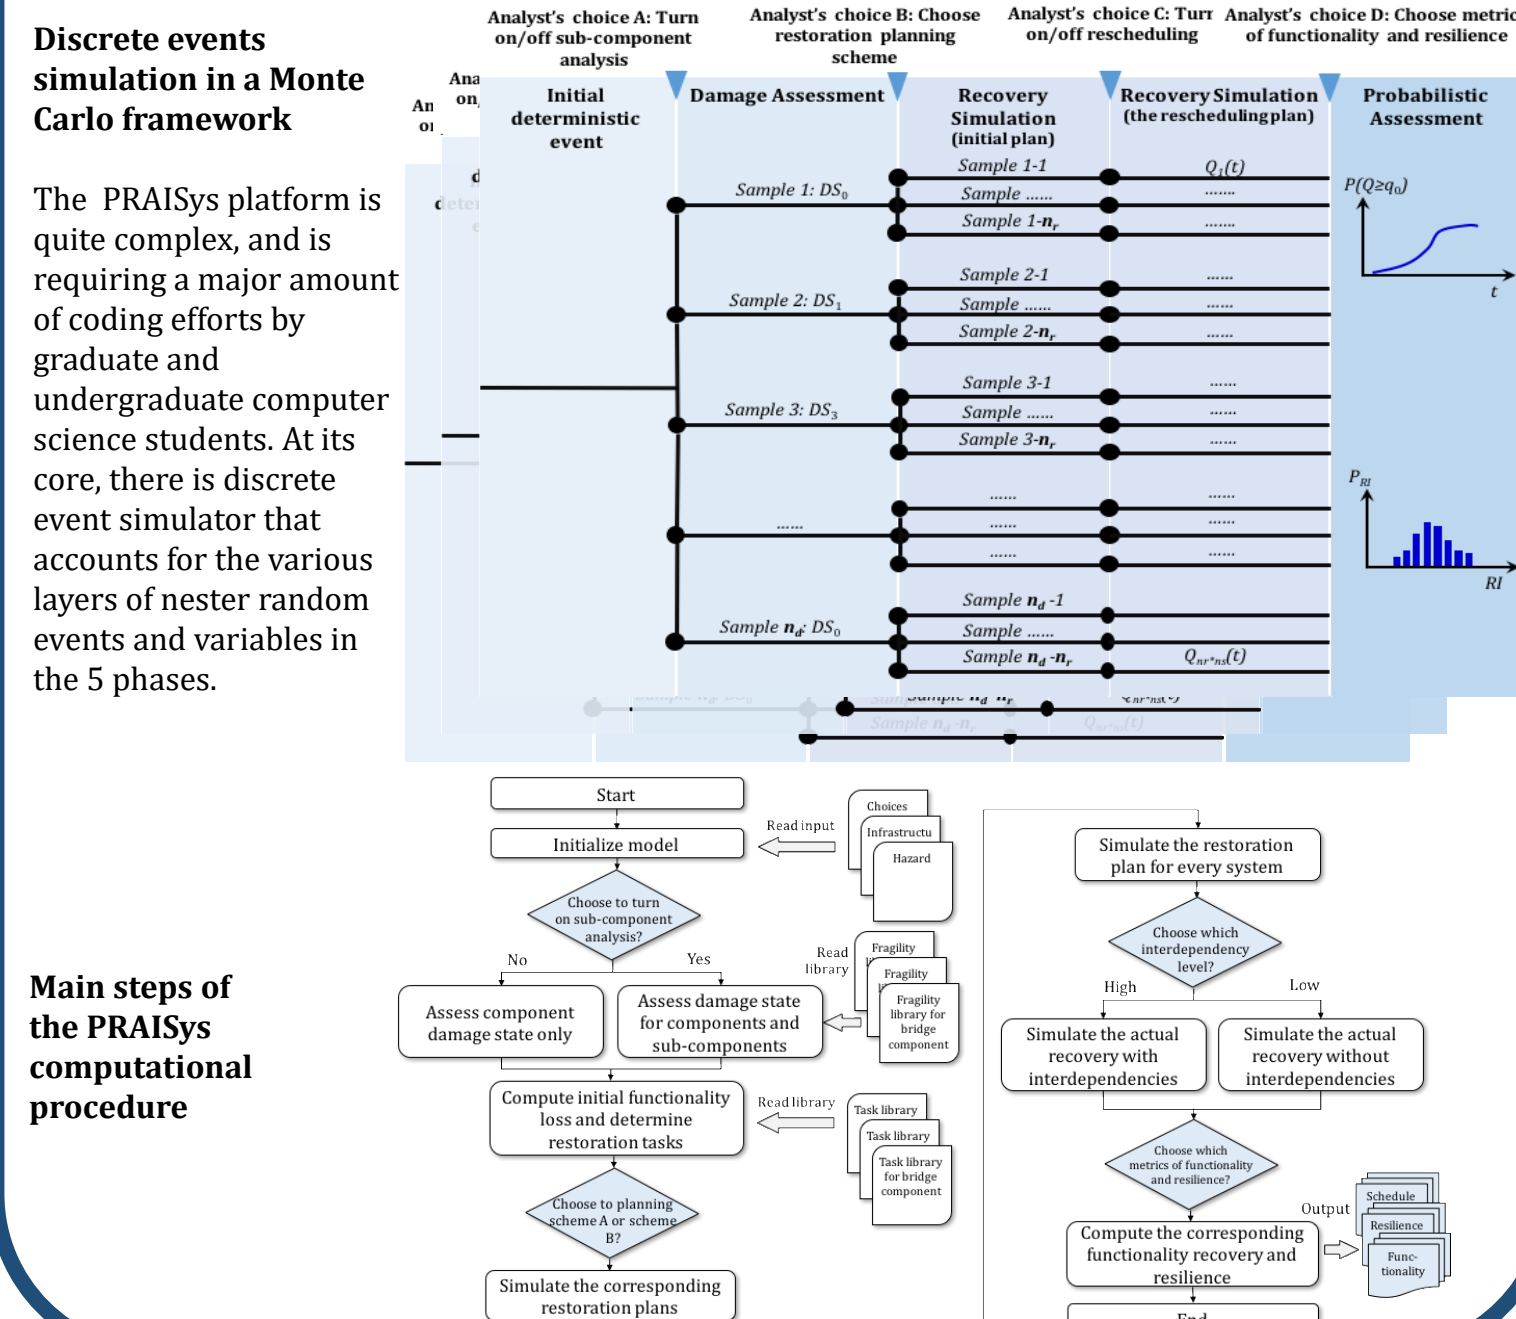 Discrete events
simulation in a Monte
Carlo framework
The PRAISys platform is
quite complex, and is
requiring a major amount
of coding efforts by
graduate and
undergraduate computer
science students. At its
core, there is discrete
event simulator that
accounts for the various
layers of nester random
events and variables in
the 5 phases.
Analyst's choice A: Turn
on/off sub-component
analysis
Analyst's choice B: Choose
restoration planning
scheme
Analyst's choice C: Turn
on/off rescheduling
Analyst's choice D: Choose metric
of functionality and resilience
Initial
deterministic
event
Damage Assessment
Recovery
Simulation
(initial plan)
Recovery Simulation
(the rescheduling plan)
Probabilistic
Assessment
Sample 1: DS₀
Sample 1-1
Sample ......
Sample 1-nᵣ
Q₁(t)
.......
.......
Sample 2: DS₁
Sample 2-1
Sample ......
Sample 2-nᵣ
......
......
......
Sample 3: DS₃
Sample 3-1
Sample ......
Sample 3-nᵣ
......
......
......
......
......
......
......
......
......
......
Sample n_d: DS₀
Sample n_d -1
Sample ......
Sample n_d -nᵣ
Q_nr*ns(t)
P(Q≥q₀)
t
P_RI
RI
Sample n_d -nᵣ
Q_nr*ns(t)
Main steps of
the PRAISys
computational
procedure
Start
Initialize model
Read input
Choices
Infrastructu
Hazard
Choose to turn
on sub-component
analysis?
No
Yes
Assess component
damage state only
Assess damage state
for components and
sub-components
Read
library
Fragility
Fragility
Fragility
library for
bridge
component
Compute initial functionality
loss and determine
restoration tasks
Read library
Task library
Task library
Task library
for bridge
component
Choose to planning
scheme A or scheme
B?
Simulate the corresponding
restoration plans
Simulate the restoration
plan for every system
Choose which
interdependency
level?
High
Low
Simulate the actual
recovery with
interdependencies
Simulate the actual
recovery without
interdependencies
Choose which
metrics of functionality
and resilience?
Compute the corresponding
functionality recovery and
resilience
Output
Schedule
Resilience
Func-
tionality
End